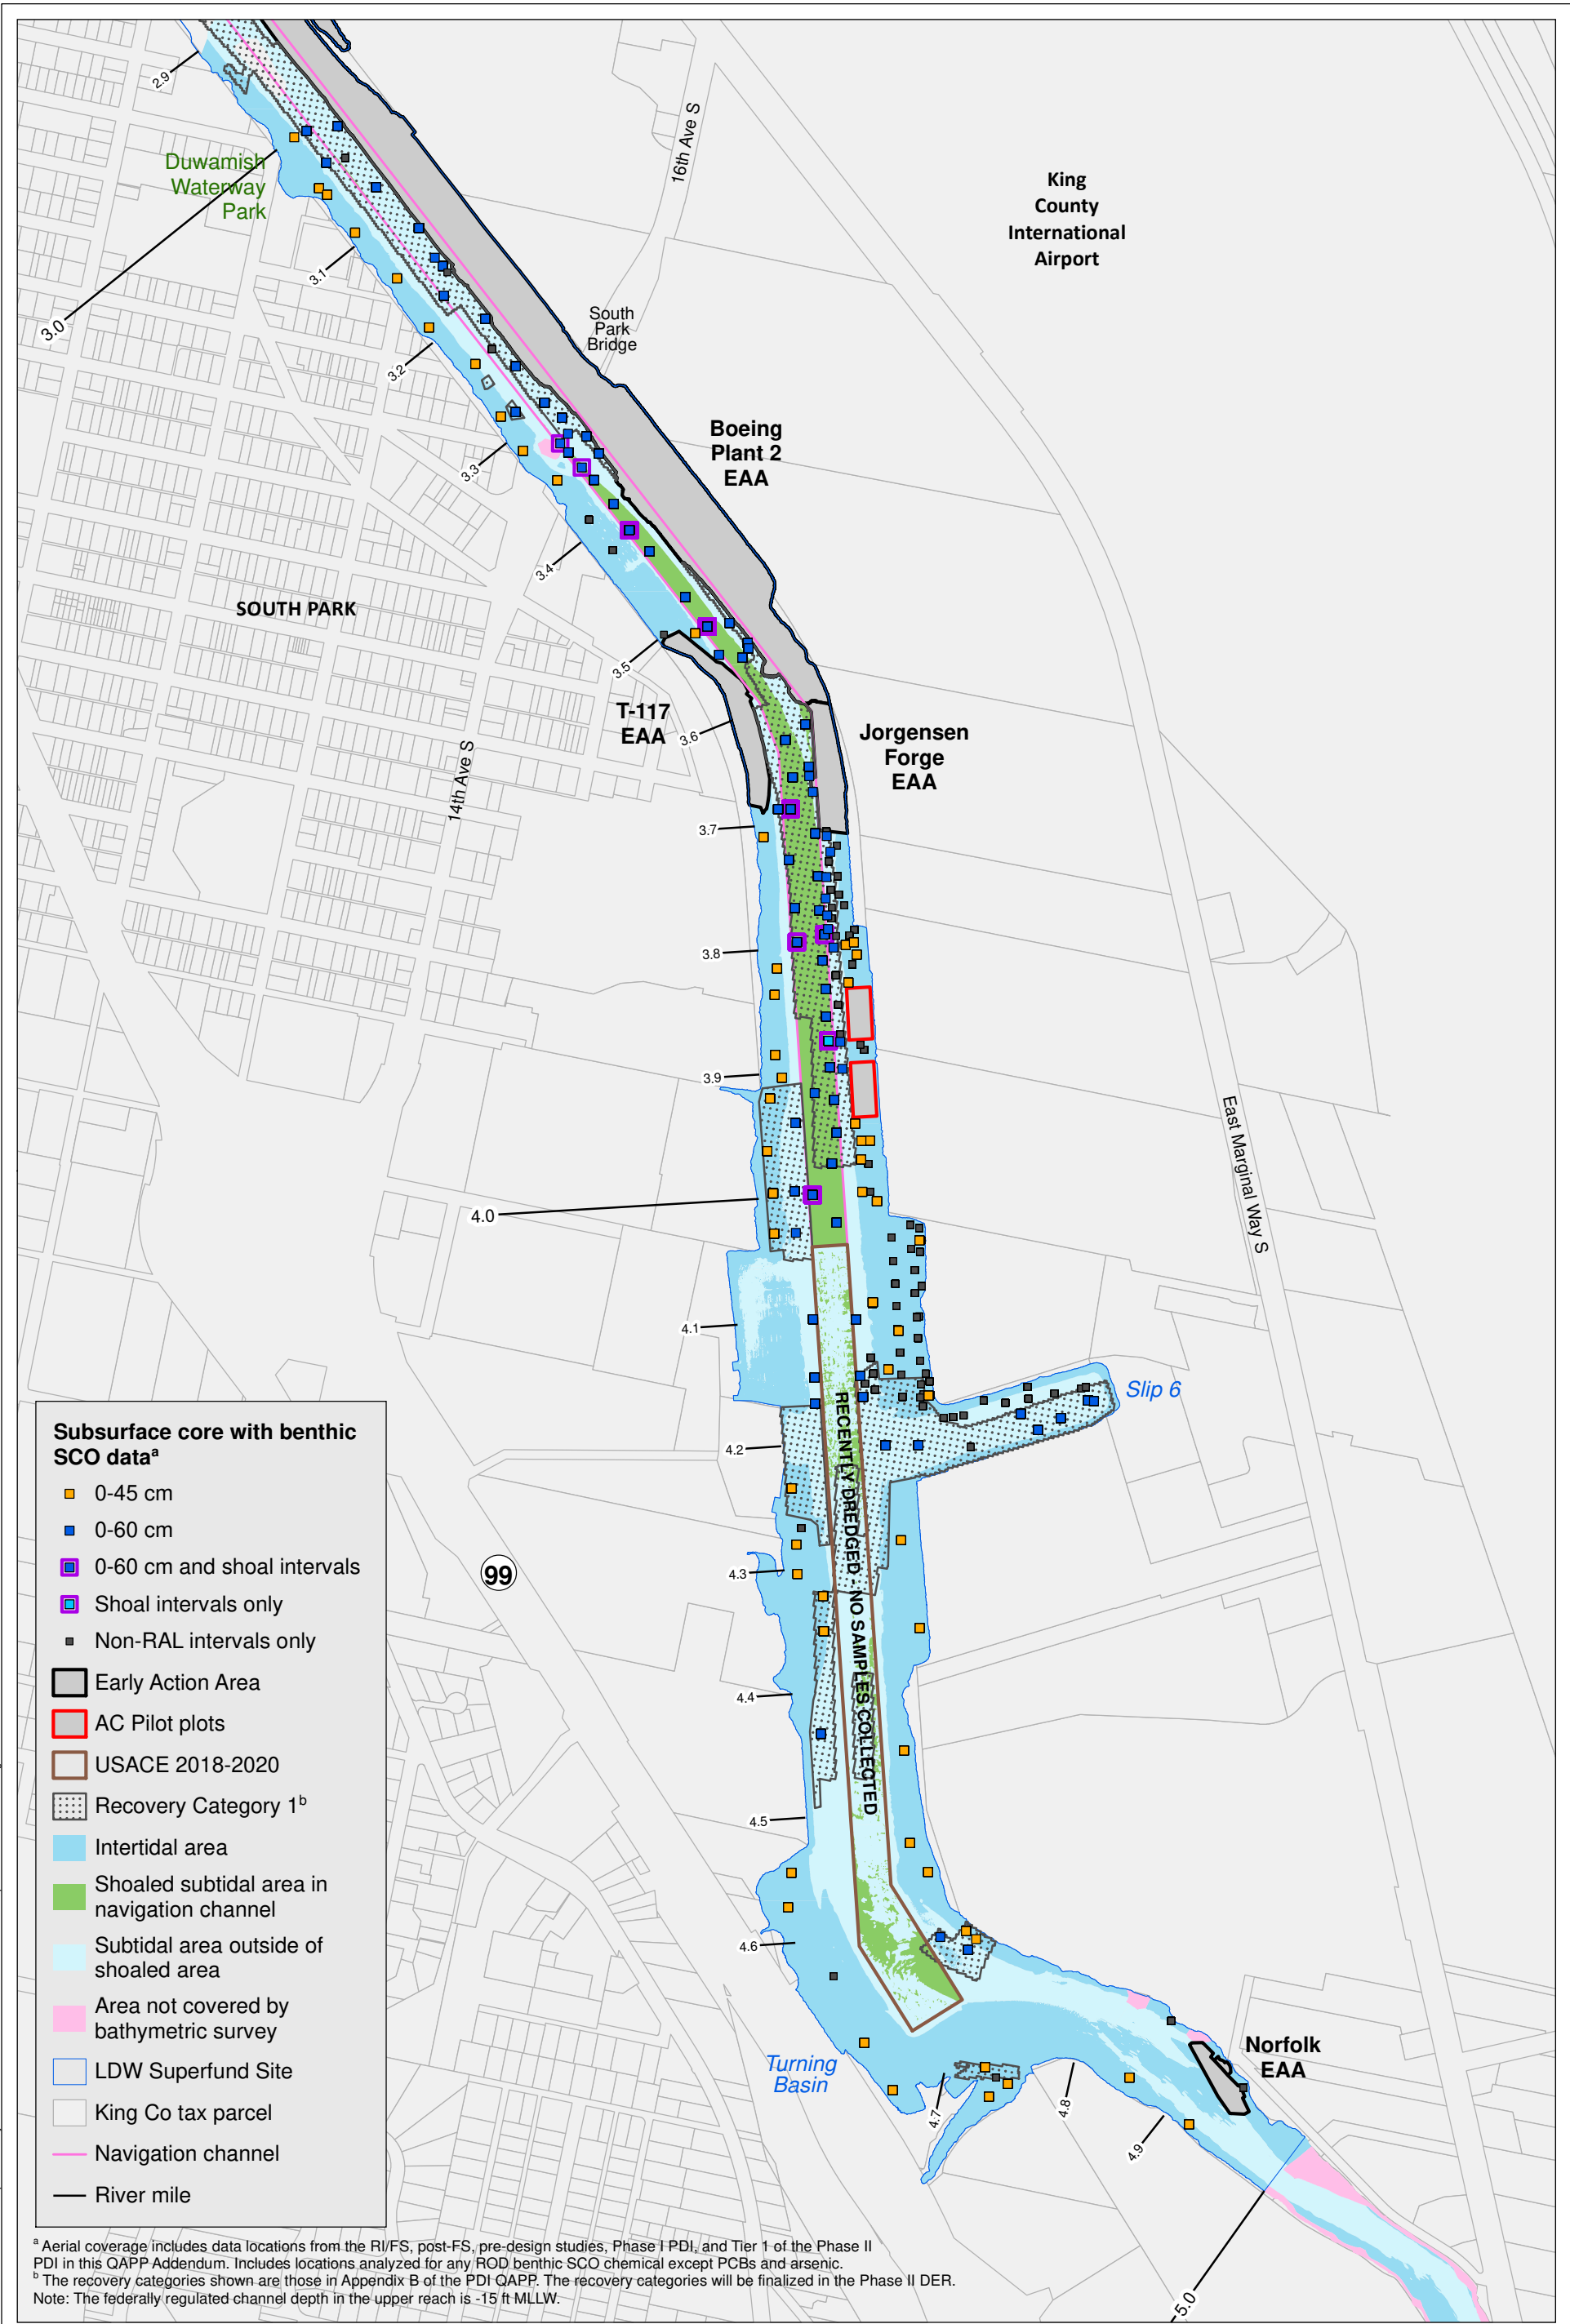 2.9
16th Ave S
King
County
International
Airport
Duwamish
Waterway
Park
3.1
3.0
South
Park
Bridge
3.2
Boeing
Plant 2
EAA
3.3
3.4
SOUTH PARK
3.5
T-117
EAA
3.6
Jorgensen
Forge
EAA
14th Ave S
3.7
3.8
3.9
East Marginal Way S
4.0
4.1
Slip 6
RECENTLY DREDGED - NO SAMPLES COLLECTED
4.2
99
4.3
4.4
4.5
4.6
Turning
Basin
4.7
4.8
4.9
Norfolk
EAA
5.0
Subsurface core with benthic
SCO dataᵃ
0-45 cm
0-60 cm
0-60 cm and shoal intervals
Shoal intervals only
Non-RAL intervals only
Early Action Area
AC Pilot plots
USACE 2018-2020
Recovery Category 1ᵇ
Intertidal area
Shoaled subtidal area in
navigation channel
Subtidal area outside of
shoaled area
Area not covered by
bathymetric survey
LDW Superfund Site
King Co tax parcel
Navigation channel
River mile
ᵃ Aerial coverage includes data locations from the RI/FS, post-FS, pre-design studies, Phase I PDI, and Tier 1 of the Phase II
PDI in this QAPP Addendum. Includes locations analyzed for any ROD benthic SCO chemical except PCBs and arsenic.
ᵇ The recovery categories shown are those in Appendix B of the PDI QAPP. The recovery categories will be finalized in the Phase II DER.
Note: The federally regulated channel depth in the upper reach is -15 ft MLLW.